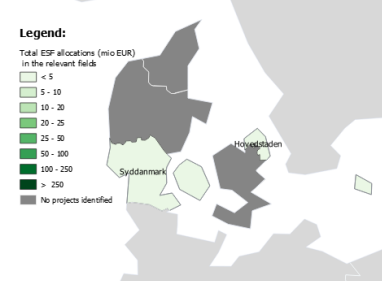 Legend:
Total ESF allocations (mio EUR)
in the relevant fields
< 5
5 - 10
10 - 20
20 - 25
25 - 50
50 - 100
100 - 250
> 250
No projects identified
Hovedstaden
Syddanmark